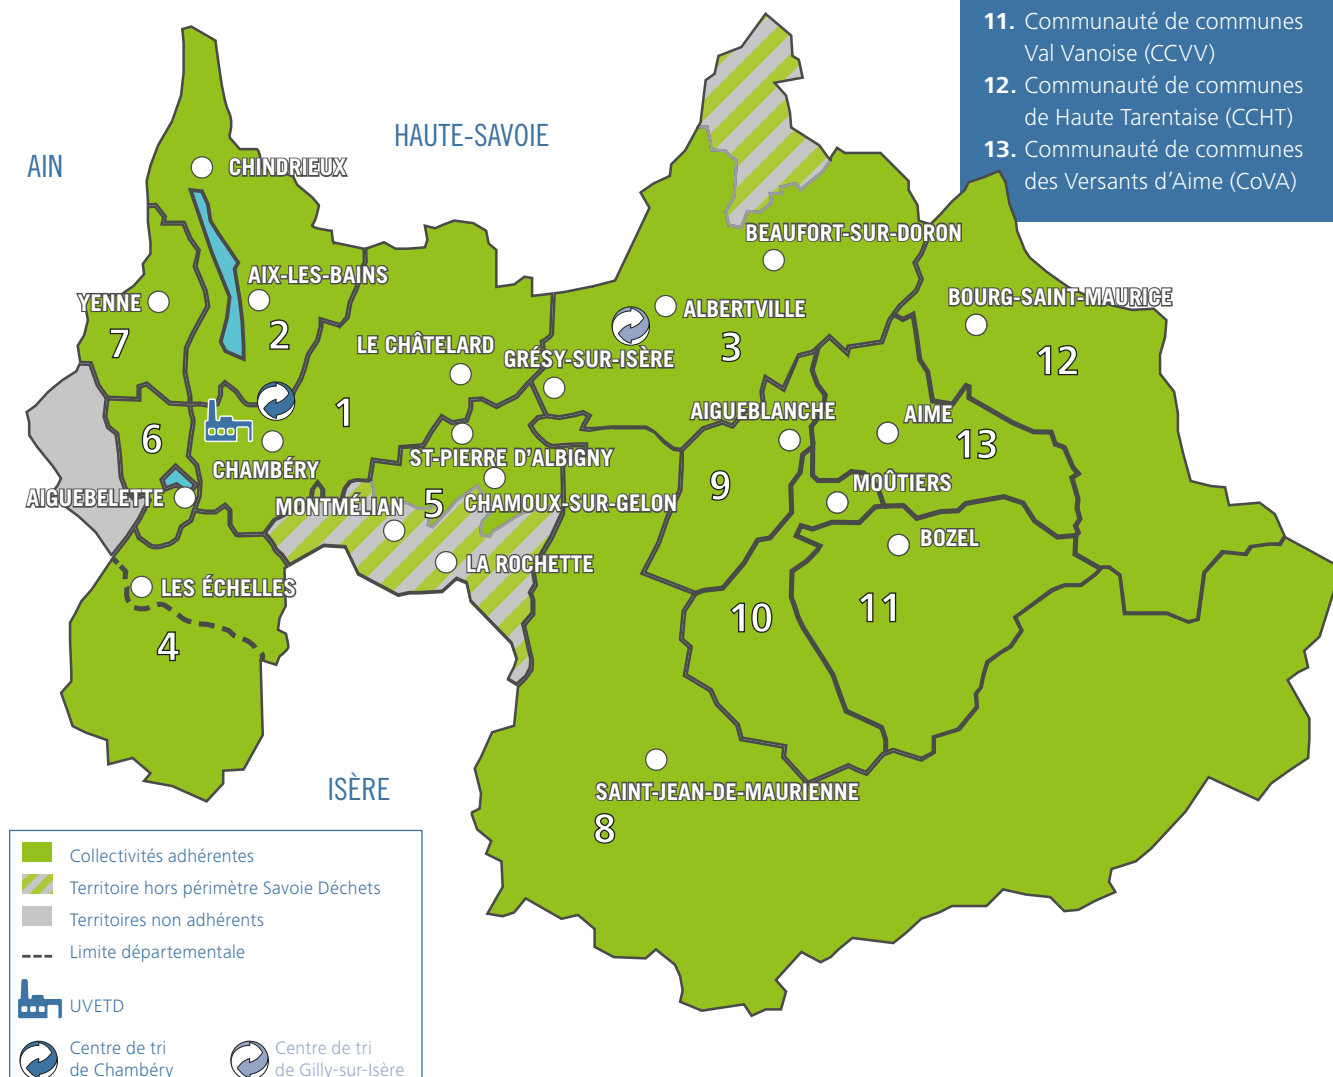 11. Communauté de communes
Val Vanoise (CCVV)
12. Communauté de communes
de Haute Tarentaise (CCHT)
13. Communauté de communes
des Versants d'Aime (CoVA)
HAUTE-SAVOIE
AIN
CHINDRIEUX
BEAUFORT-SUR-DORON
AIX-LES-BAINS
YENNE
BOURG-SAINT-MAURICE
ALBERTVILLE
7
2
LE CHÂTELARD
GRÉSY-SUR-ISÈRE
3
12
1
AIGUEBLANCHE
AIME
6
13
CHAMBÉRY
ST-PIERRE D'ALBIGNY
9
MOÛTIERS
AIGUEBELETTE
MONTMÉLIAN
5
CHAMOUX-SUR-GELON
BOZEL
LA ROCHETTE
LES ÉCHELLES
10
11
4
ISÈRE
SAINT-JEAN-DE-MAURIENNE
8
Collectivités adhérentes
Territoire hors périmètre Savoie Déchets
Territoires non adhérents
Limite départementale
UVETD
Centre de tri
de Chambéry
Centre de tri
de Gilly-sur-Isère